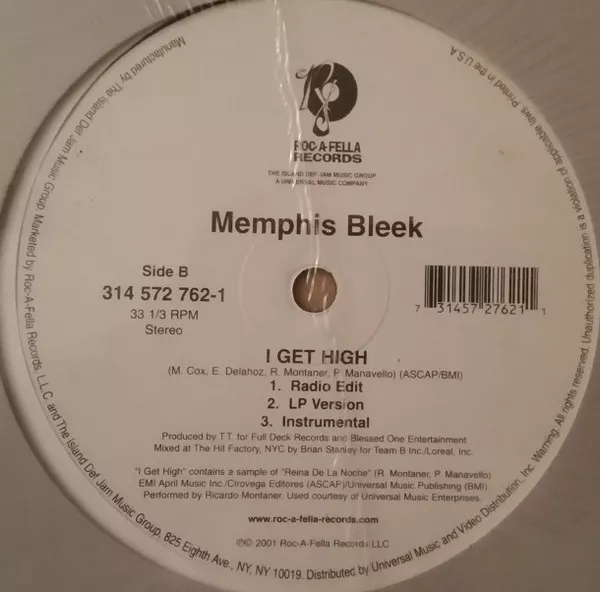 ROC-A-FELLA
RECORDS
THE ISLAND DEF JAM MUSIC GROUP
A UNIVERSAL MUSIC COMPANY
Memphis Bleek
Side B
314 572 762-1
33 1/3 RPM
Stereo
7 31457 27621 1
I GET HIGH
(M. Cox, E. Delahoz, R. Montaner, P. Manavello) (ASCAP/BMI)
1. Radio Edit
2. LP Version
3. Instrumental
Produced by T.T. for Full Deck Records and Blessed One Entertainment
Mixed at The Hit Factory, NYC by Brian Stanley for Team B Inc./Loreal, Inc.
"I Get High" contains a sample of "Reina De La Noche" (R. Montaner, P. Manavello)
EMI April Music Inc./Cirovega Editores (ASCAP)/Universal Music Publishing (BMI)
Performed by Ricardo Montaner. Used courtesy of Universal Music Enterprises.
www.roc-a-fella-records.com
℗© 2001 Roc-A-Fella Records LLC
Manufactured by The Island Def Jam Music Group. Marketed by Roc-A-Fella Records, L.L.C. and The Island Def Jam Music Group, 825 Eighth Ave., NY, NY 10019. Distributed by Universal Music and Video Distribution, Inc. Warning: All rights reserved. Unauthorized duplication is a violation of applicable laws. Printed in the U.S.A